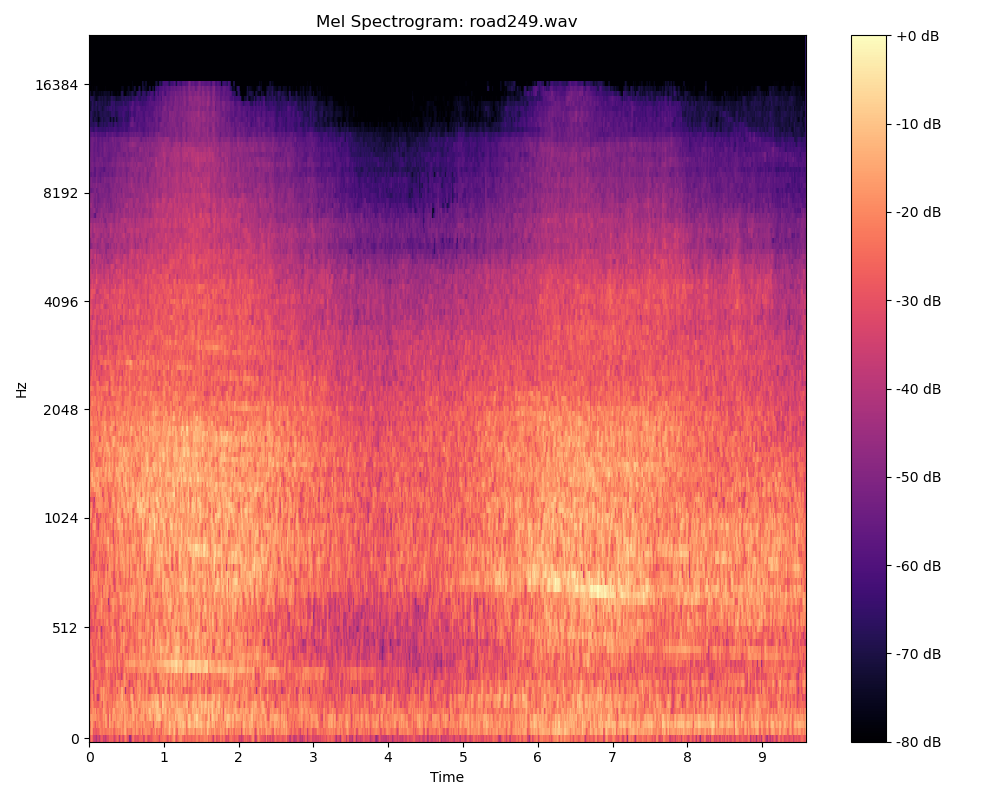 Mel Spectrogram: road249.wav
+0 dB
16384
-10 dB
8192
-20 dB
4096
-30 dB
Hz
2048
-40 dB
-50 dB
1024
-60 dB
512
-70 dB
0
-80 dB
0 1 2 3 4 5 6 7 8 9
Time